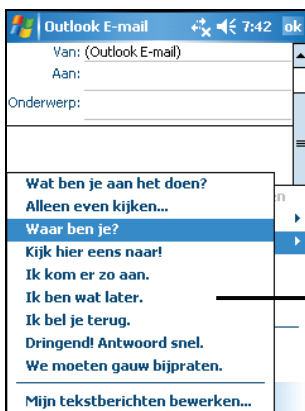 Outlook E-mail 7:42 ok
Van: (Outlook E-mail)
Aan:
Onderwerp:
Wat ben je aan het doen?
Alleen even kijken...
Waar ben je?
Kijk hier eens naar!
Ik kom er zo aan.
Ik ben wat later.
Ik bel je terug.
Dringend! Antwoord snel.
We moeten gauw bijpraten.
Mijn tekstberichten bewerken...